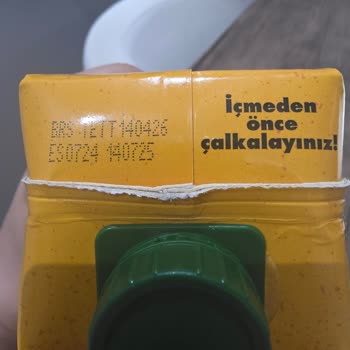 BRS TETT 140426
ES0724 140725
İçmeden
önce
çalkalayınız!